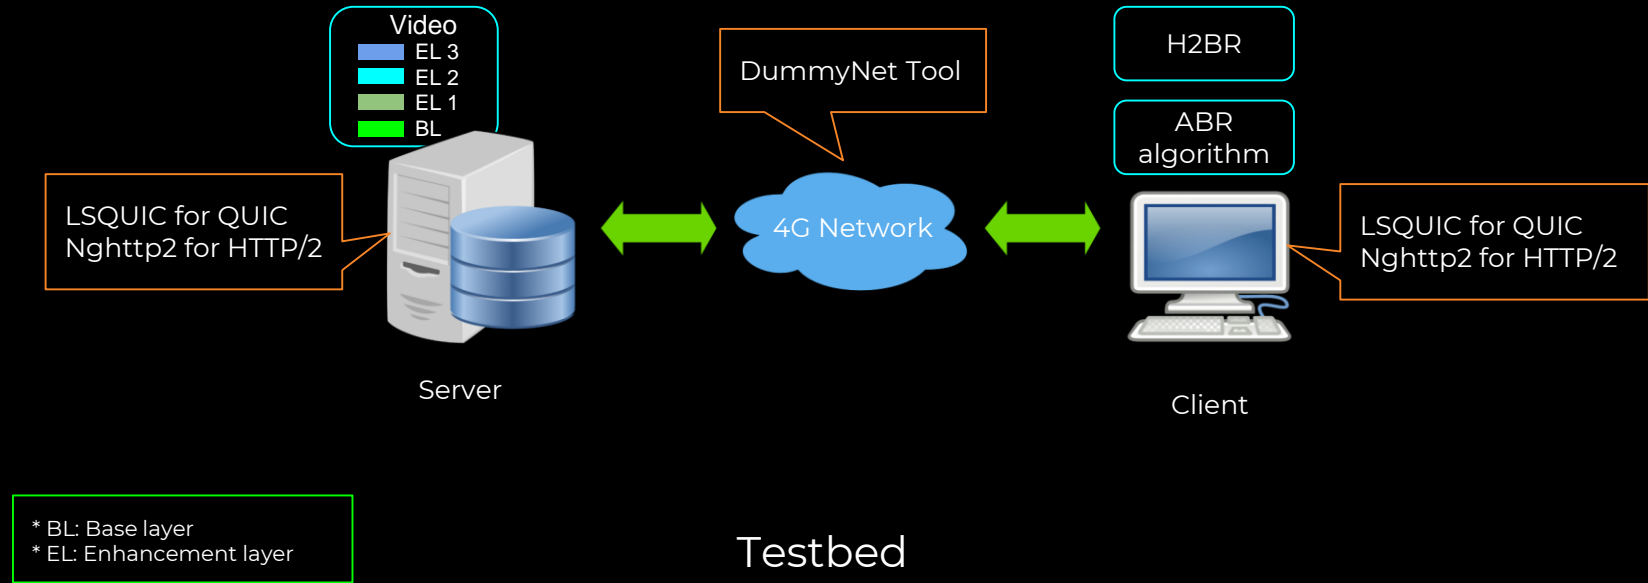 Video
EL 3
EL 2
EL 1
BL
DummyNet Tool
H2BR
ABR
algorithm
LSQUIC for QUIC
Nghttp2 for HTTP/2
4G Network
LSQUIC for QUIC
Nghttp2 for HTTP/2
Server
Client
* BL: Base layer
* EL: Enhancement layer
Testbed